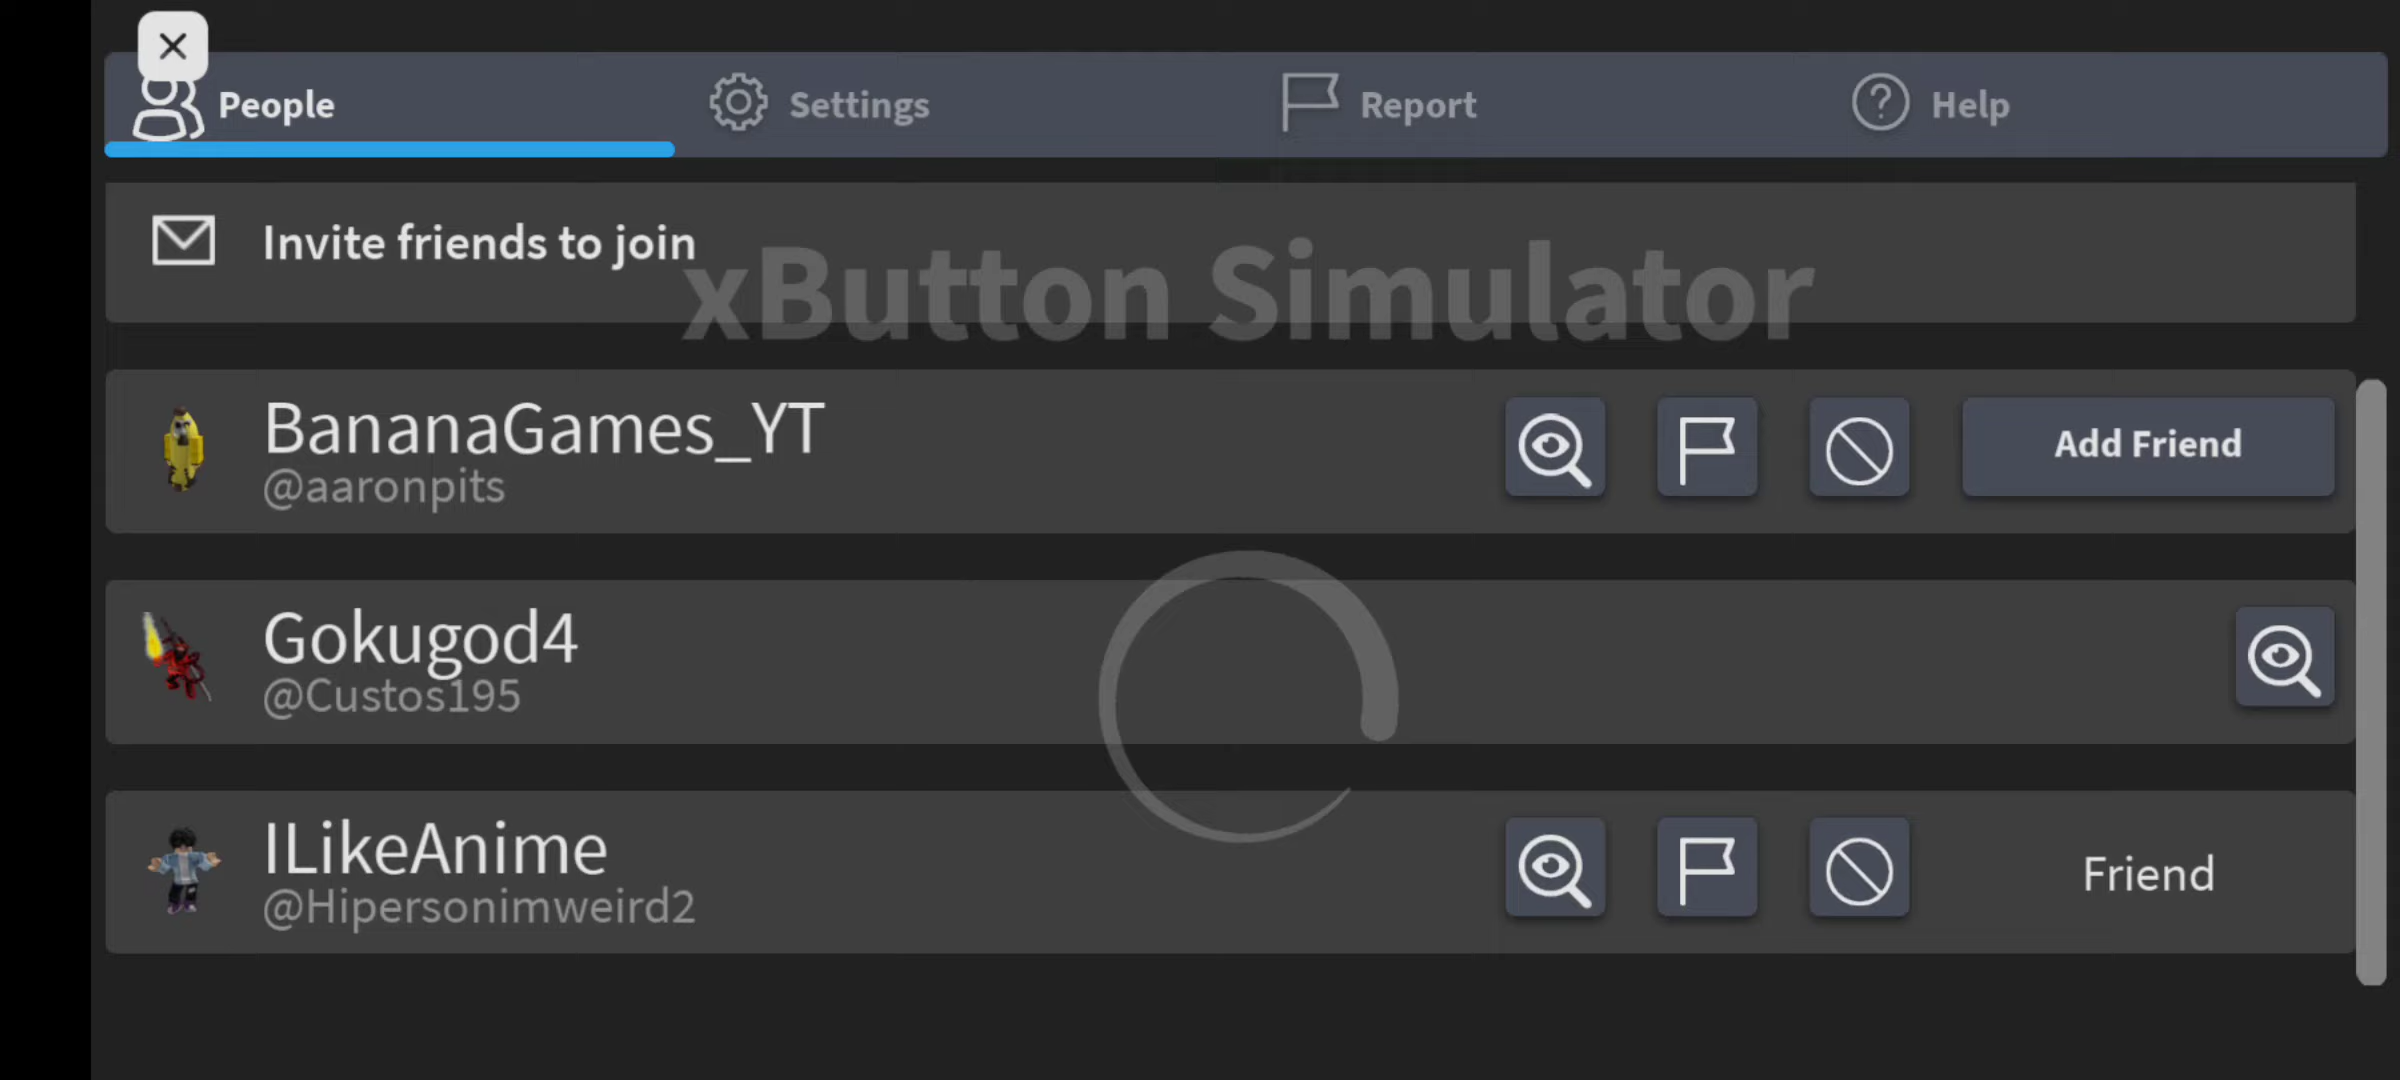 People
Settings
Report
Help
Invite friends to join
xButton Simulator
BananaGames_YT
@aaronpits
Add Friend
Gokugod4
@Custos195
ILikeAnime
@Hipersonimweird2
Friend